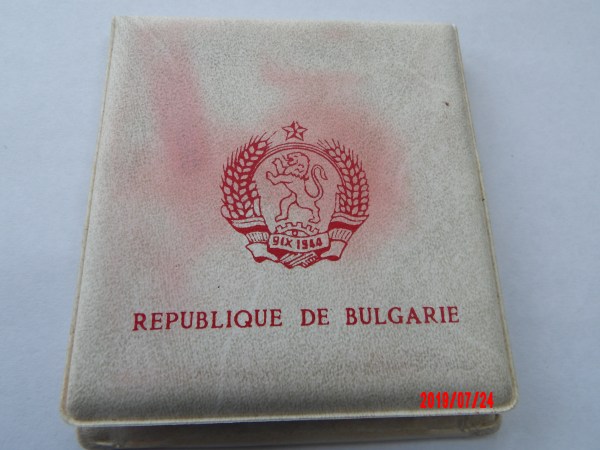 9 IX 1944
REPUBLIQUE DE BULGARIE
2019/07/24